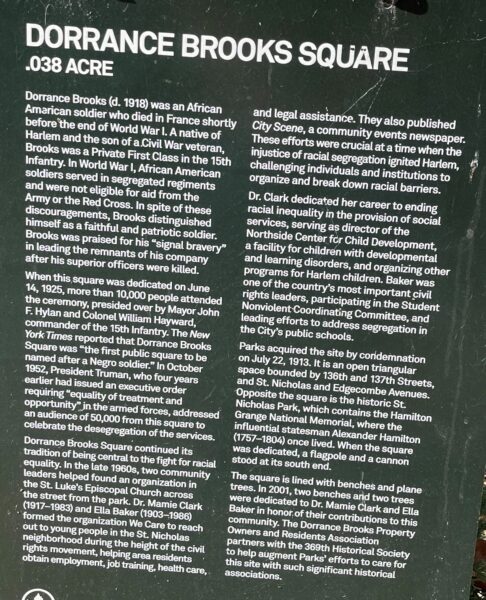 DORRANCE BROOKS SQUARE
.038 ACRE
Dorrance Brooks (d. 1918) was an African
American soldier who died in France shortly
before the end of World War I. A native of
Harlem and the son of a Civil War veteran,
Brooks was a Private First Class in the 15th
Infantry. In World War I, African American
soldiers served in segregated regiments
and were not eligible for aid from the
Army or the Red Cross. In spite of these
discouragements, Brooks distinguished
himself as a faithful and patriotic soldier.
Brooks was praised for his "signal bravery"
in leading the remnants of his company
after his superior officers were killed.
When this square was dedicated on June
14, 1925, more than 10,000 people attended
the ceremony, presided over by Mayor John
F. Hylan and Colonel William Hayward,
commander of the 15th Infantry. The New
York Times reported that Dorrance Brooks
Square was "the first public square to be
named after a Negro soldier." In October
1952, President Truman, who four years
earlier had issued an executive order
requiring "equality of treatment and
opportunity" in the armed forces, addressed
an audience of 50,000 from this square to
celebrate the desegregation of the services.
Dorrance Brooks Square continued its
tradition of being central to the fight for racial
equality. In the late 1960s, two community
leaders helped found an organization in
the St. Luke's Episcopal Church across
the street from the park. Dr. Mamie Clark
(1917–1983) and Ella Baker (1903–1986)
formed the organization We Care to reach
out to young people in the St. Nicholas
neighborhood during the height of the civil
rights movement, helping area residents
obtain employment, job training, health care,
and legal assistance. They also published
City Scene, a community events newspaper.
These efforts were crucial at a time when the
injustice of racial segregation ignited Harlem,
challenging individuals and institutions to
organize and break down racial barriers.
Dr. Clark dedicated her career to ending
racial inequality in the provision of social
services, serving as director of the
Northside Center for Child Development,
a facility for children with developmental
and learning disorders, and organizing other
programs for Harlem children. Baker was
one of the country's most important civil
rights leaders, participating in the Student
Nonviolent Coordinating Committee, and
leading efforts to address segregation in
the City's public schools.
Parks acquired the site by condemnation
on July 22, 1913. It is an open triangular
space bounded by 136th and 137th Streets,
and St. Nicholas and Edgecombe Avenues.
Opposite the square is the historic St.
Nicholas Park, which contains the Hamilton
Grange National Memorial, where the
influential statesman Alexander Hamilton
(1757–1804) once lived. When the square
was dedicated, a flagpole and a cannon
stood at its south end.
The square is lined with benches and plane
trees. In 2001, two benches and two trees
were dedicated to Dr. Mamie Clark and Ella
Baker in honor of their contributions to this
community. The Dorrance Brooks Property
Owners and Residents Association
partners with the 369th Historical Society
to help augment Parks' efforts to care for
this site with such significant historical
associations.